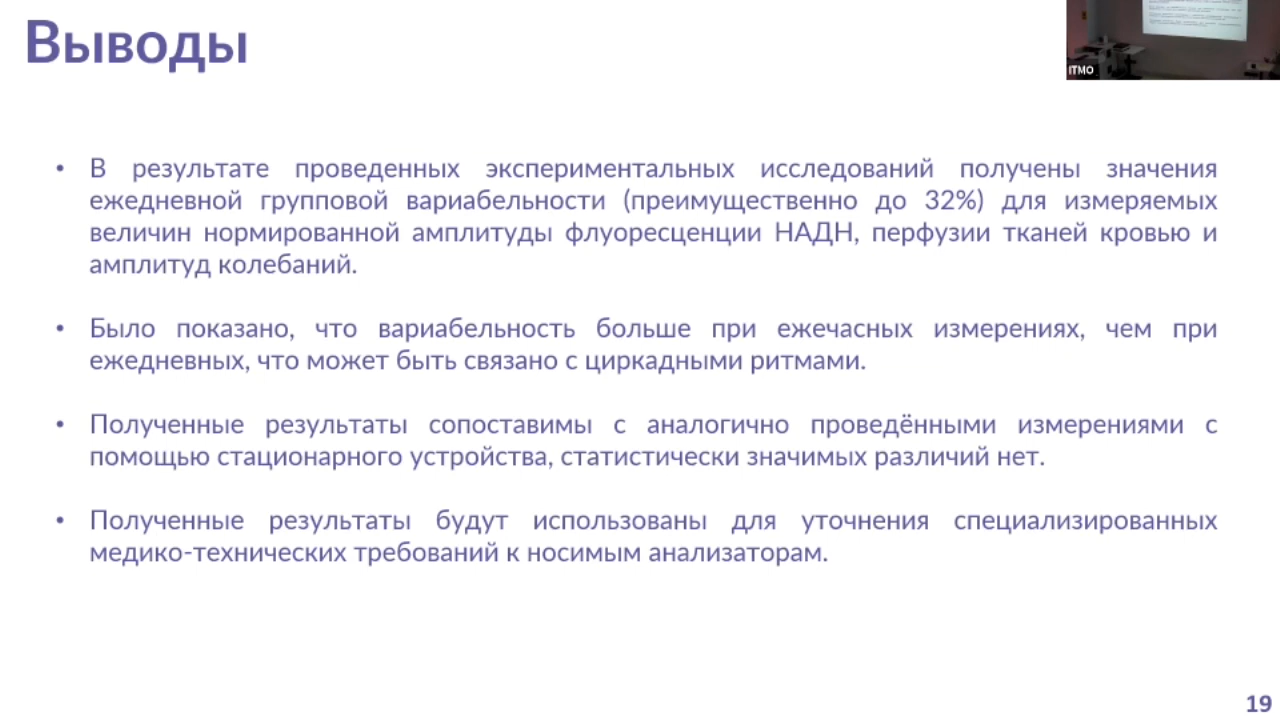 Выводы
ITMO
• В результате проведенных экспериментальных исследований получены значения
ежедневной групповой вариабельности (преимущественно до 32%) для измеряемых
величин нормированной амплитуды флуоресценции НАДН, перфузии тканей кровью и
амплитуд колебаний.
• Было показано, что вариабельность больше при ежечасных измерениях, чем при
ежедневных, что может быть связано с циркадными ритмами.
• Полученные результаты сопоставимы с аналогично проведёнными измерениями с
помощью стационарного устройства, статистически значимых различий нет.
• Полученные результаты будут использованы для уточнения специализированных
медико-технических требований к носимым анализаторам.
19